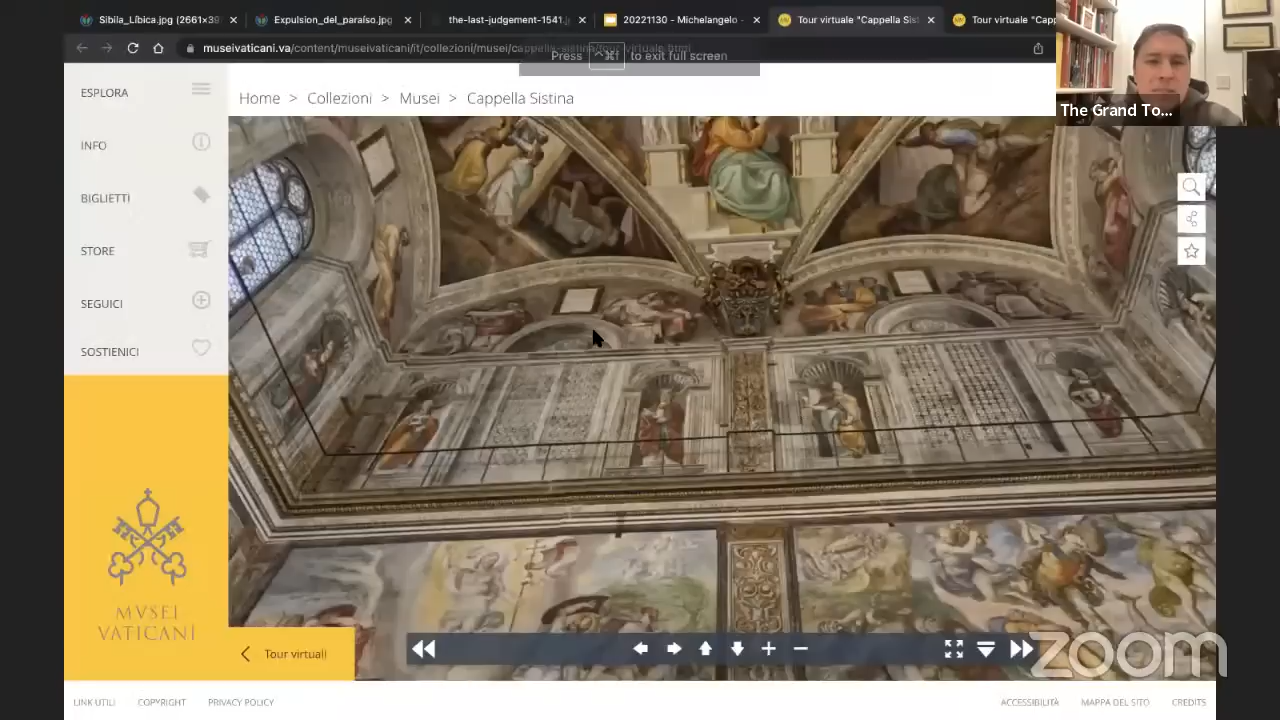 Sibila_Líbica.jpg (2661×39
Expulsion_del_paraíso.jpg
the-last-judgement-1541.j
20221130 - Michelangelo -
Tour virtuale "Cappella Sist
Tour virtuale "Capp
museivaticani.va/content/museivaticani/it/collezioni/musei/cappella-sistina/tour-virtuale.html
Press ^⌘F to exit full screen
The Grand To...
ESPLORA
INFO
BIGLIETTI
STORE
SEGUICI
SOSTIENICI
Home > Collezioni > Musei > Cappella Sistina
MVSEI
VATICANI
Tour virtuali
zoom
LINK UTILI COPYRIGHT PRIVACY POLICY
ACCESSIBILITÀ MAPPA DEL SITO CREDITS